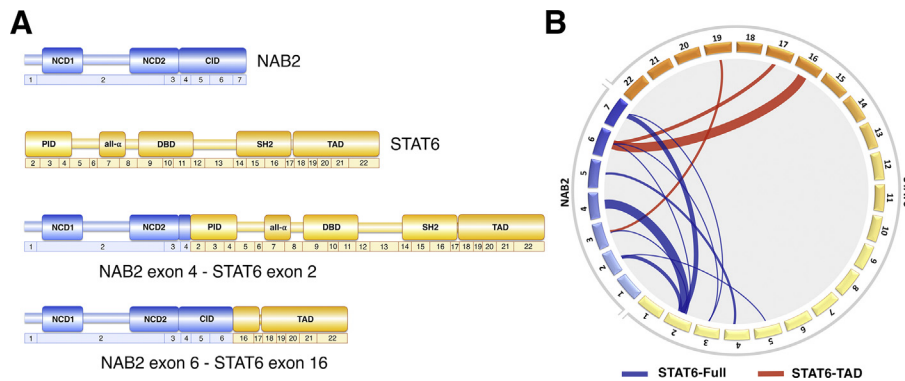 A
NCD1 NCD2 CID NAB2
1 2 3 4 5 6 7
PID all-α DBD SH2 TAD STAT6
2 3 4 5 6 7 8 9 10 11 12 13 14 15 16 17 18 19 20 21 22
NCD1 NCD2 PID all-α DBD SH2 TAD
1 2 3 4 2 3 4 5 6 7 8 9 10 11 12 13 14 15 16 17 18 19 20 21 22
NAB2 exon 4 - STAT6 exon 2
NCD1 NCD2 CID TAD
1 2 3 4 5 6 16 17 18 19 20 21 22
NAB2 exon 6 - STAT6 exon 16
B
NAB2
1 2 3 4 5 6 7
22 21 20 19 18 17 16 15 14 13 12 11 10 9 8 7 6 5 4 3 2 1
STAT6-Full STAT6-TAD